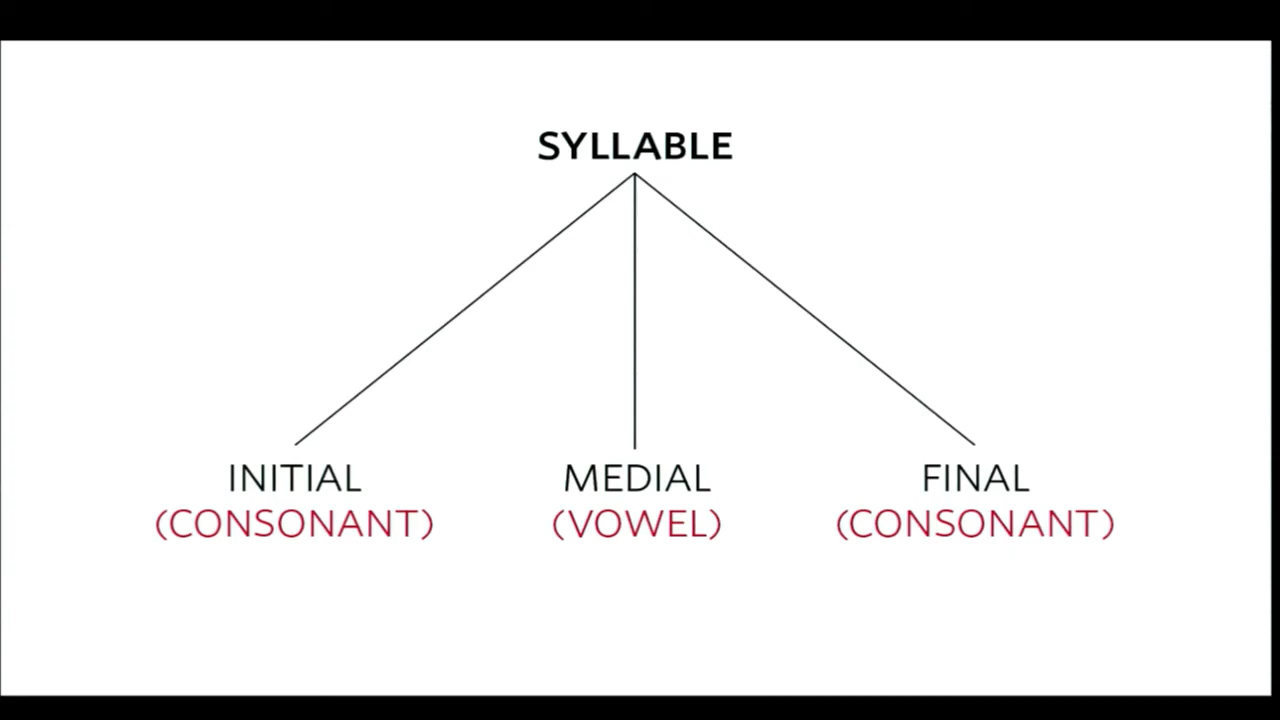 SYLLABLE
INITIAL MEDIAL FINAL
(CONSONANT) (VOWEL) (CONSONANT)